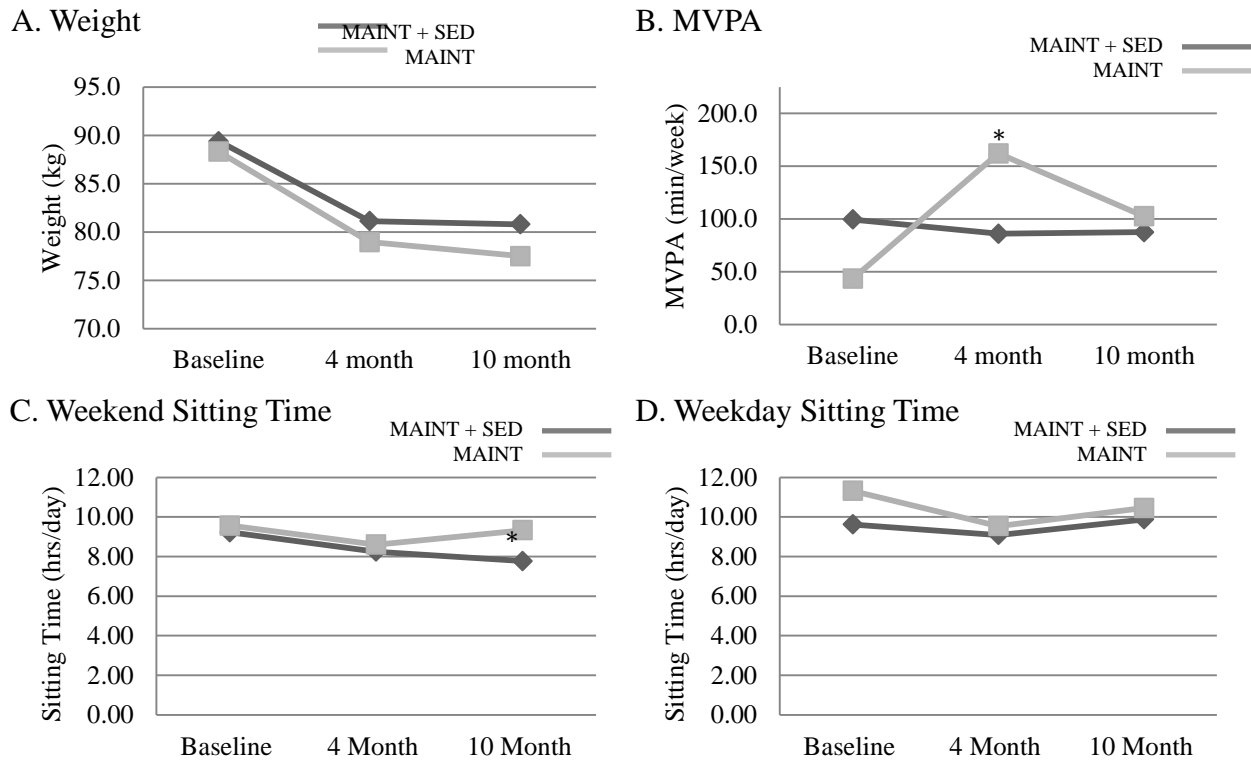 A. Weight
MAINT + SED
MAINT
Weight (kg)
95.0
90.0
85.0
80.0
75.0
70.0
Baseline 4 month 10 month
B. MVPA
MAINT + SED
MAINT
MVPA (min/week)
200.0
150.0
100.0
50.0
0.0
*
Baseline 4 month 10 month
C. Weekend Sitting Time
MAINT + SED
MAINT
Sitting Time (hrs/day)
12.00
10.00
8.00
6.00
4.00
2.00
0.00
*
Baseline 4 Month 10 Month
D. Weekday Sitting Time
MAINT + SED
MAINT
Sitting Time (hrs/day)
12.00
10.00
8.00
6.00
4.00
2.00
0.00
Baseline 4 Month 10 Month